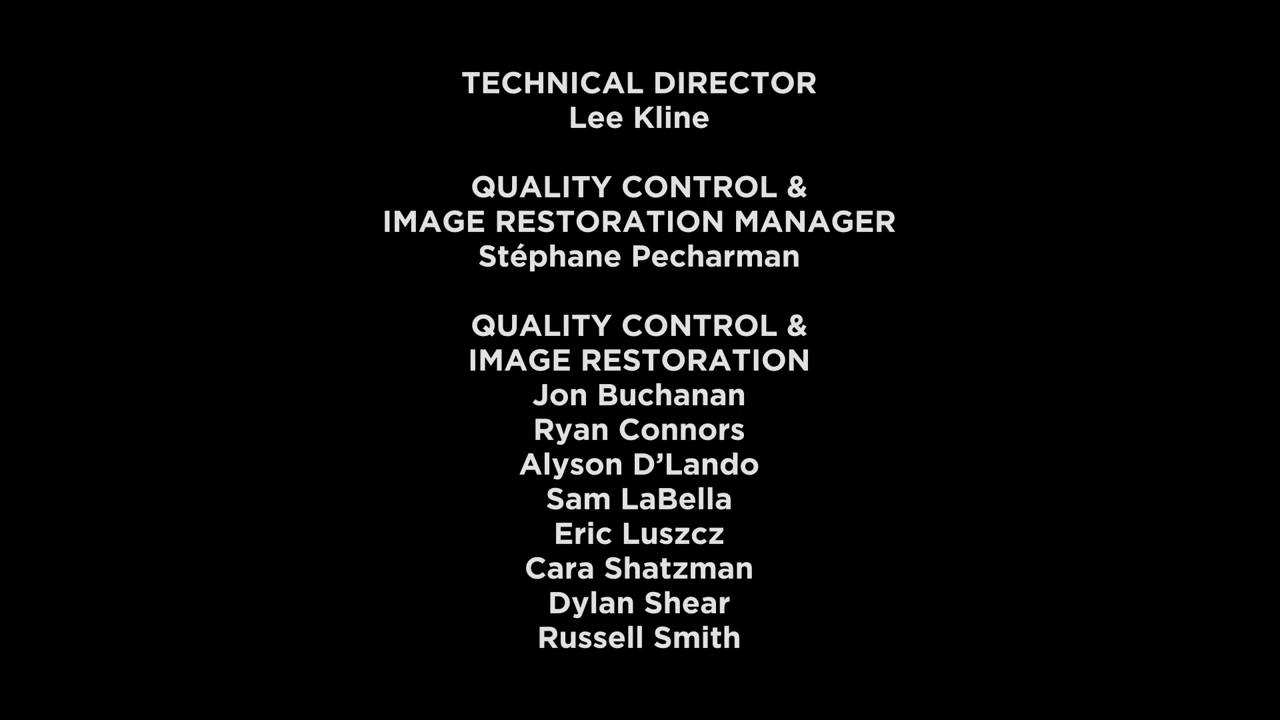 TECHNICAL DIRECTOR
Lee Kline
QUALITY CONTROL &
IMAGE RESTORATION MANAGER
Stéphane Pecharman
QUALITY CONTROL &
IMAGE RESTORATION
Jon Buchanan
Ryan Connors
Alyson D’Lando
Sam LaBella
Eric Luszcz
Cara Shatzman
Dylan Shear
Russell Smith